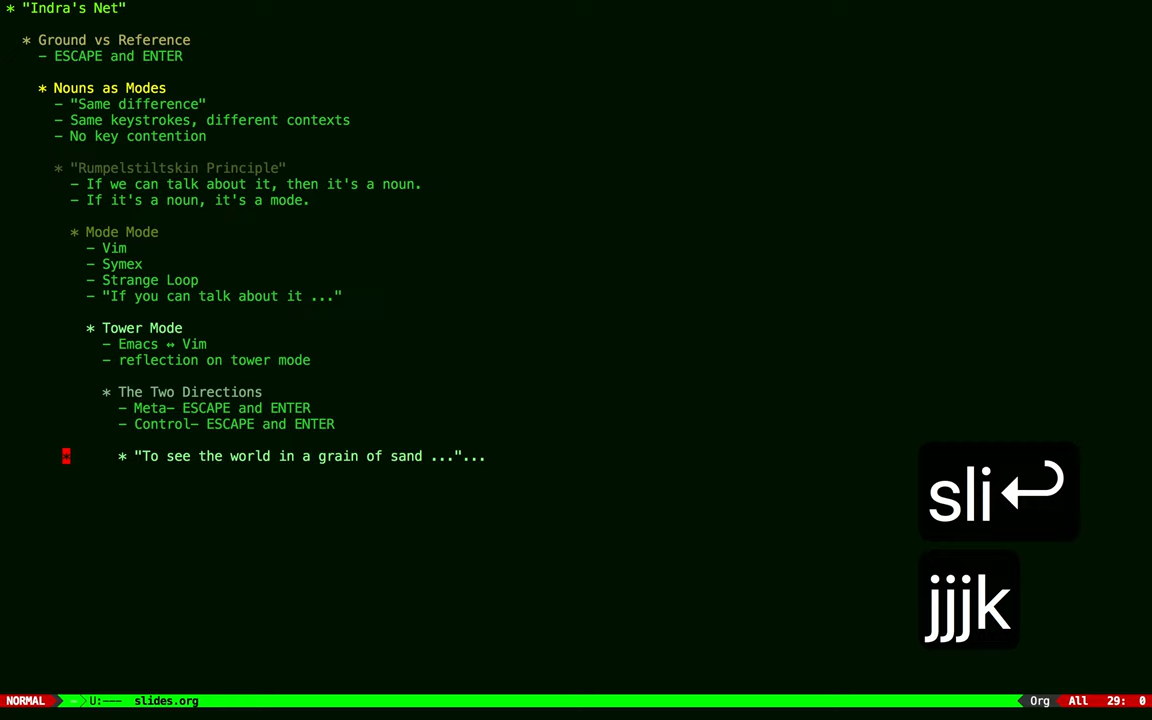 * "Indra's Net"
* Ground vs Reference
- ESCAPE and ENTER
* Nouns as Modes
- "Same difference"
- Same keystrokes, different contexts
- No key contention
* "Rumpelstiltskin Principle"
- If we can talk about it, then it's a noun.
- If it's a noun, it's a mode.
* Mode Mode
- Vim
- Symex
- Strange Loop
- "If you can talk about it ..."
* Tower Mode
- Emacs ↔ Vim
- reflection on tower mode
* The Two Directions
- Meta- ESCAPE and ENTER
- Control- ESCAPE and ENTER
* * "To see the world in a grain of sand ..."...
sli↩
jjjk
NORMAL U:--- slides.org Org All 29: 0